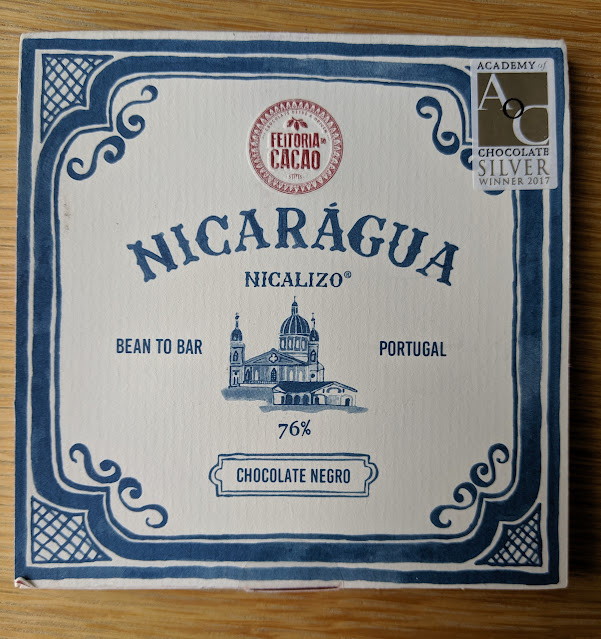 ACADEMY of
AOC
CHOCOLATE
SILVER
WINNER 2017
FEITORIA DO
CACAO
NICARÁGUA
NICALIZO®
BEAN TO BAR
PORTUGAL
76%
CHOCOLATE NEGRO